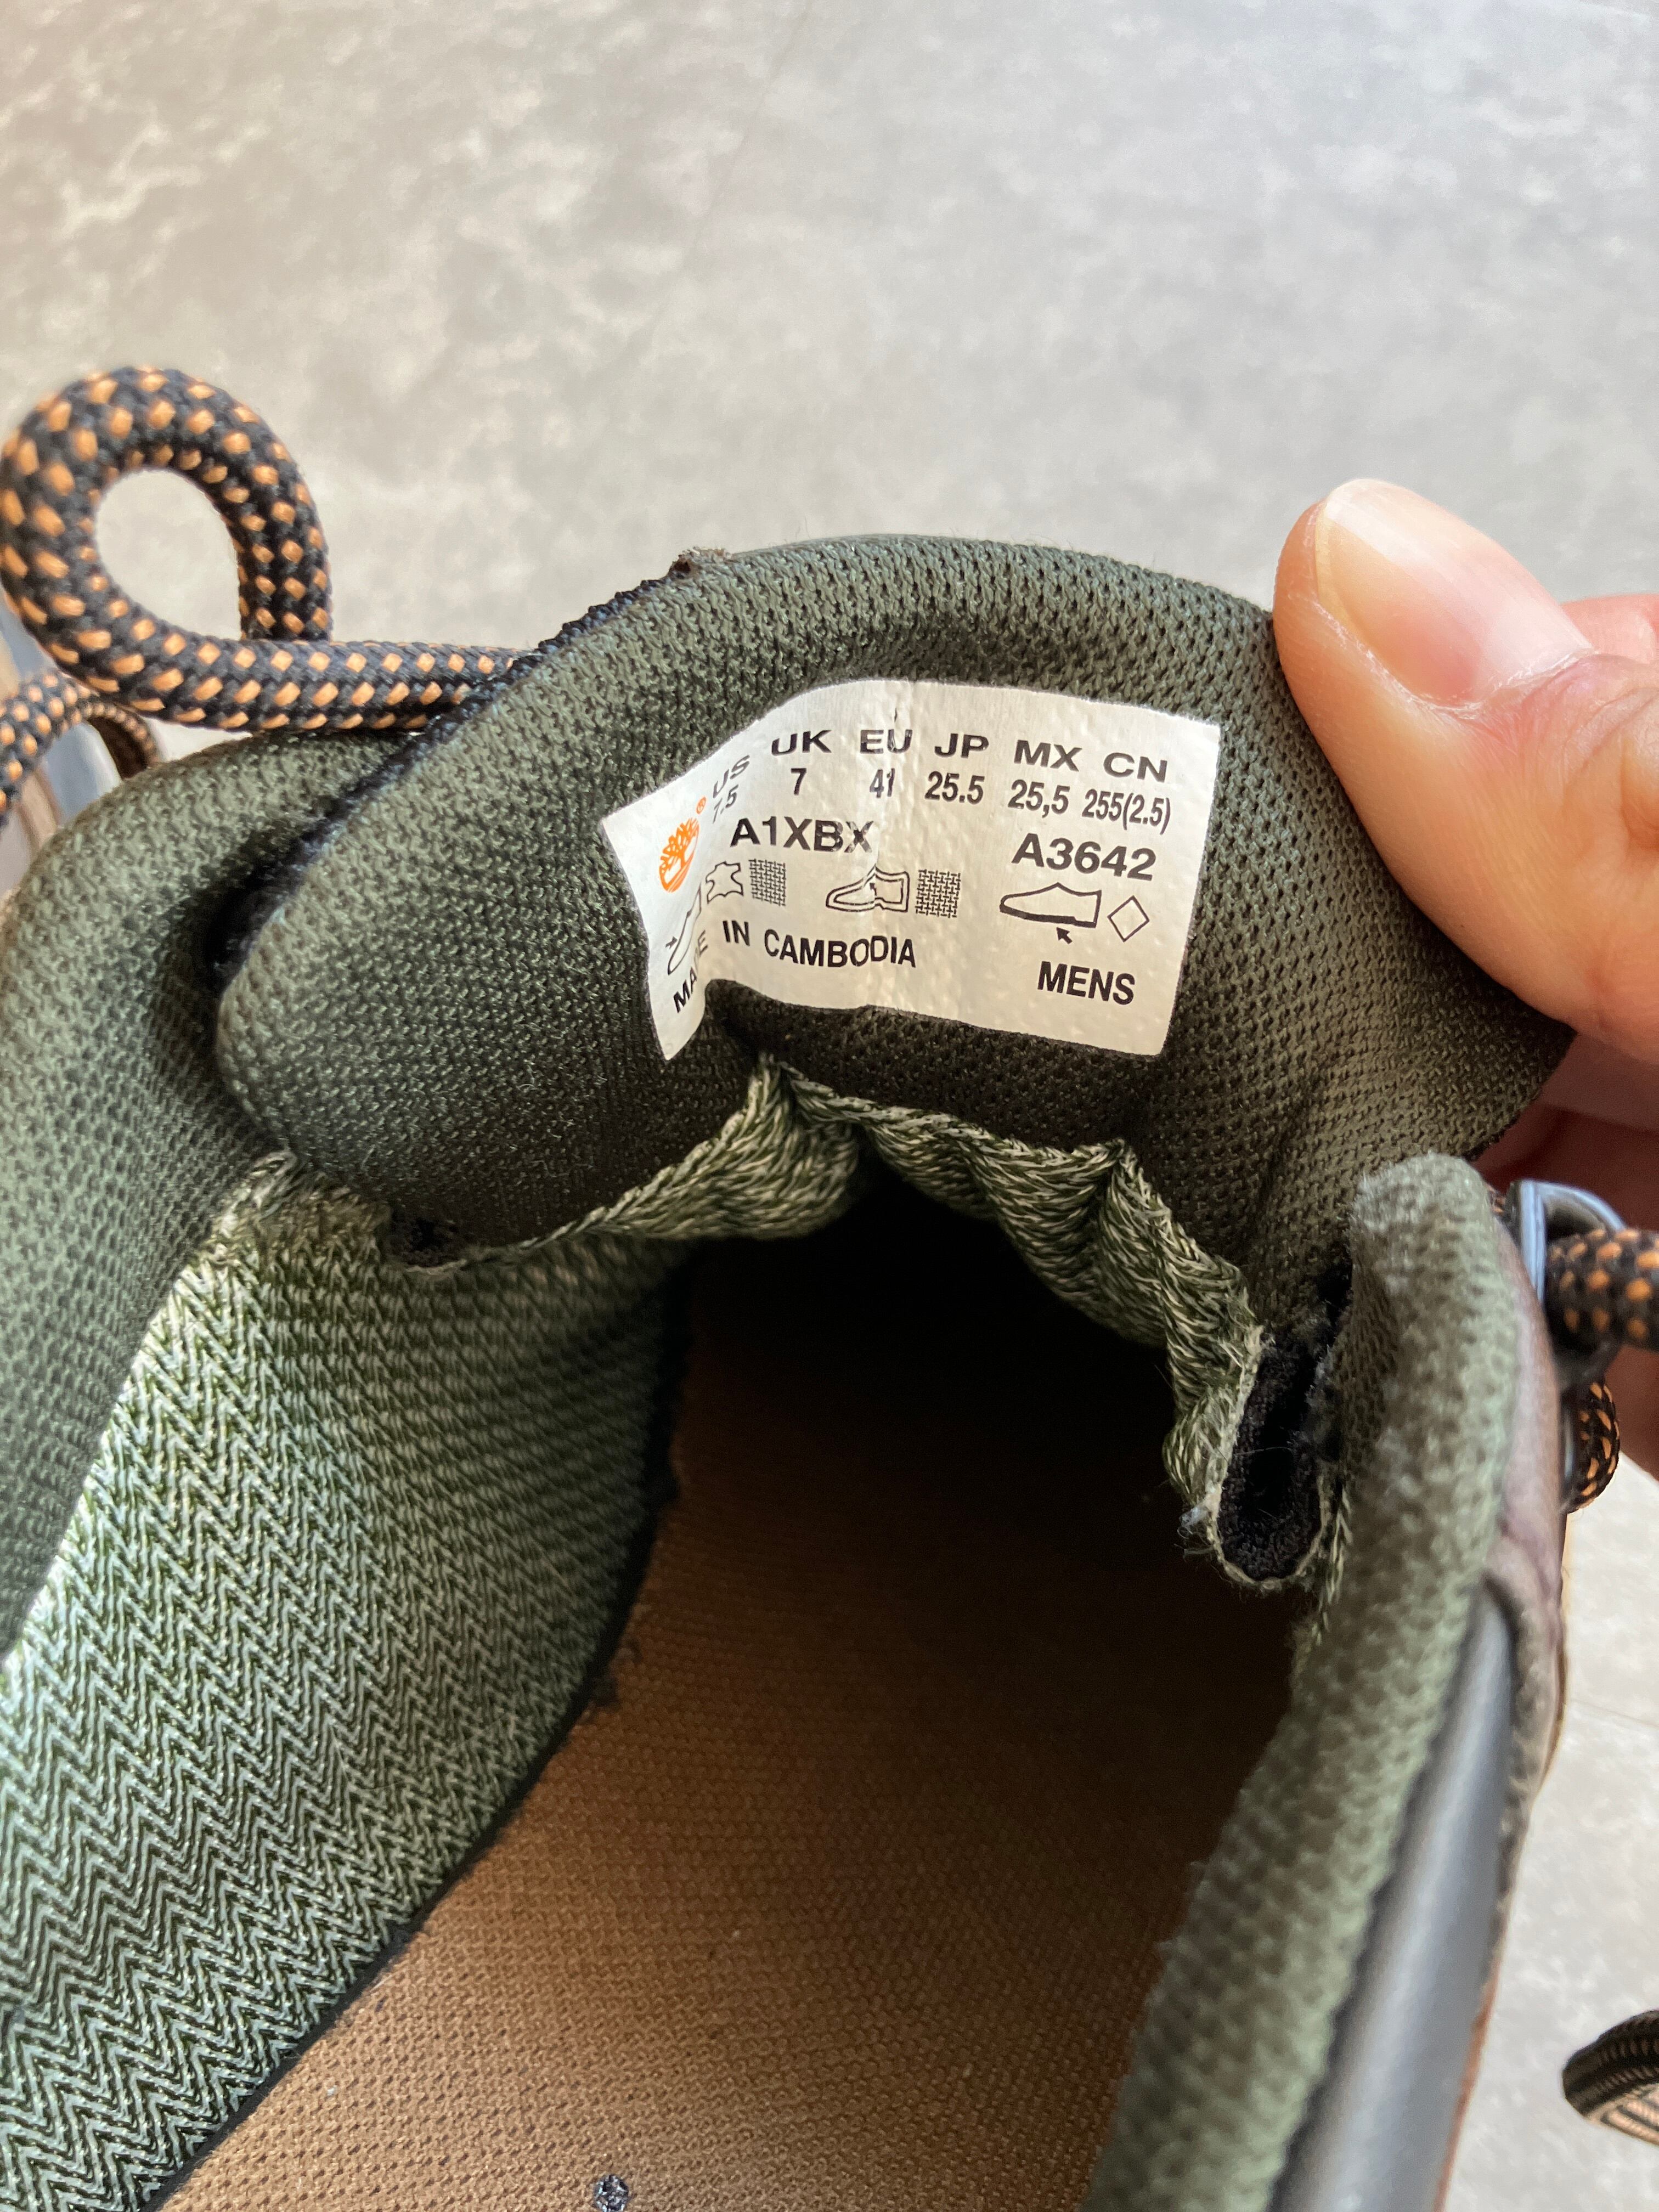 US UK EU JP MX CN
7.5 7 41 25.5 25,5 255(2.5)
® A1XBX A3642
MADE IN CAMBODIA MENS